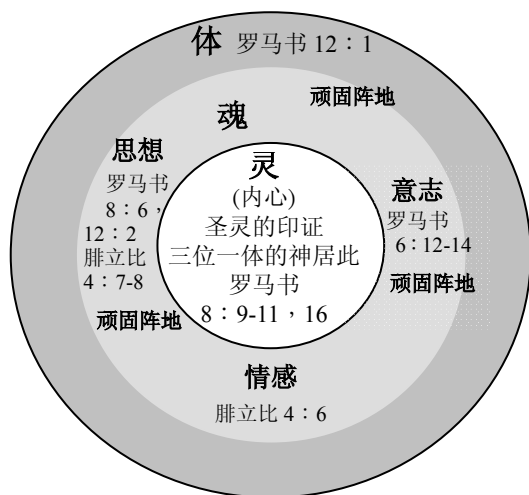 体 罗马书 12：1
顽固阵地
魂
思想
罗马书
8：6，
12：2
腓立比
4：7-8
顽固阵地
灵
(内心)
圣灵的印证
三位一体的神居此
罗马书
8：9-11，16
意志
罗马书
6：12-14
顽固阵地
情感
腓立比 4：6